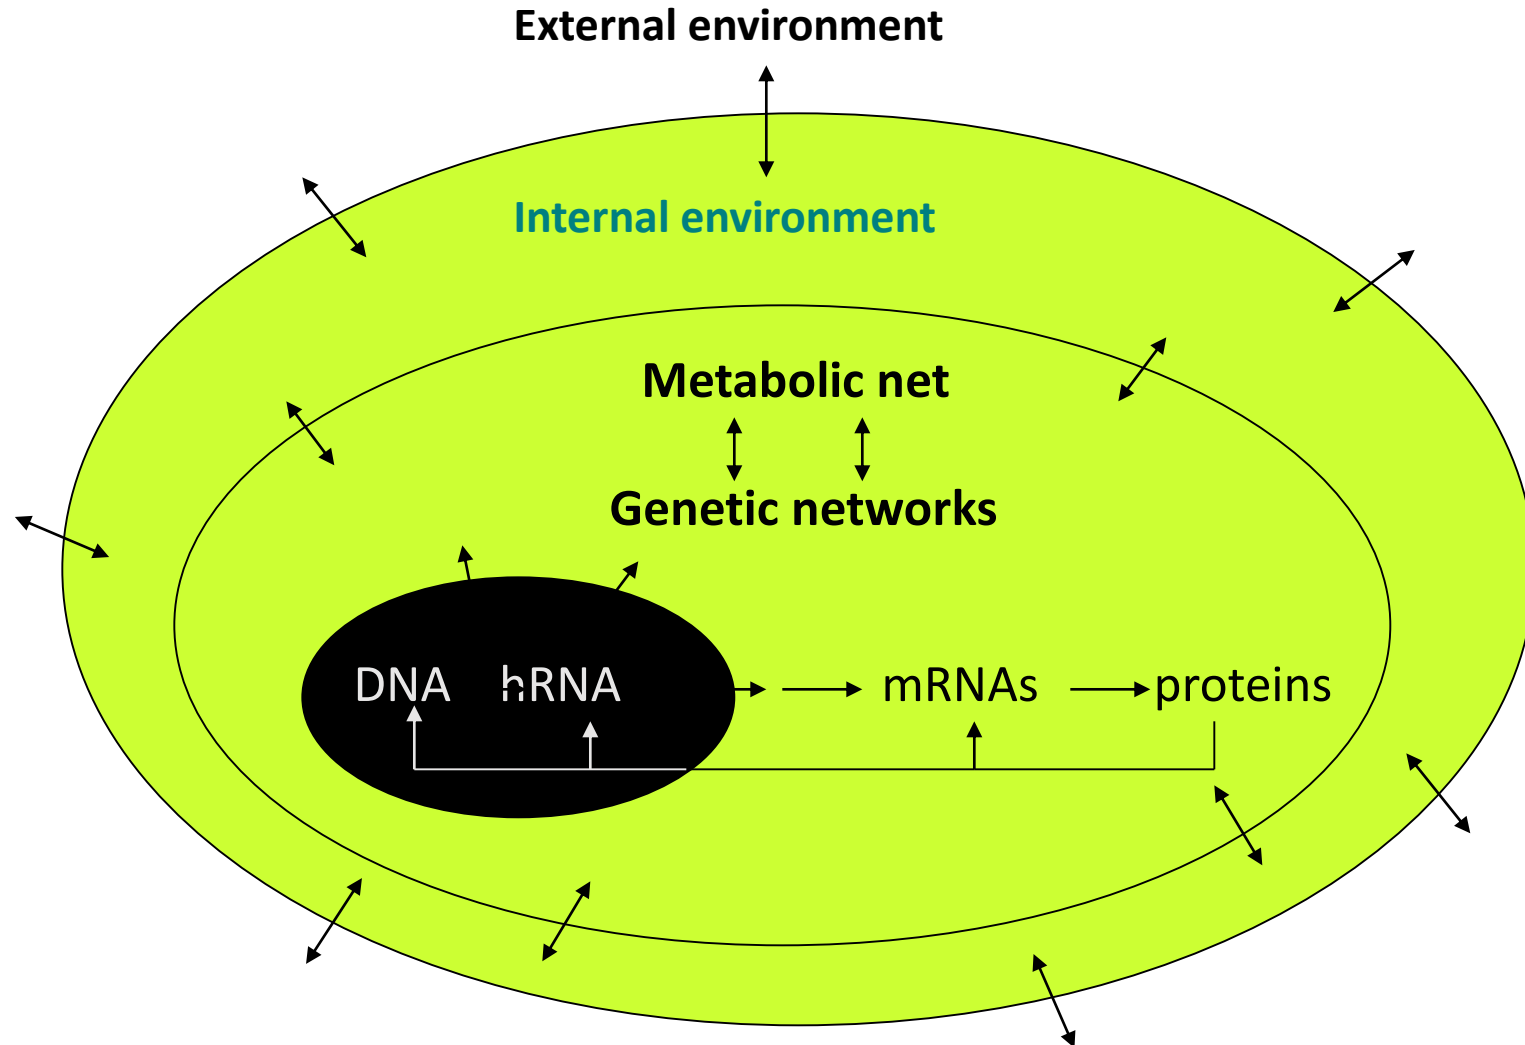 External environment
Internal environment
Metabolic net
Genetic networks
DNA hRNA mRNAs proteins